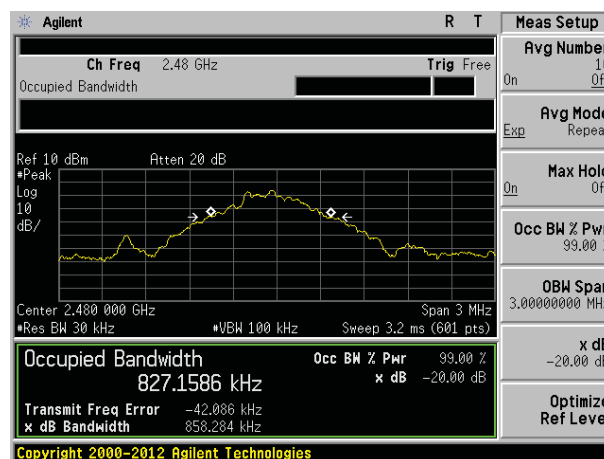 Agilent R T Meas Setup
Ch Freq 2.48 GHz Trig Free
Occupied Bandwidth
Avg Number
On
Avg Mode
Exp Repeat
Ref 10 dBm Atten 20 dB
#Peak
Log
10
dB/
Max Hold
On
Occ BW % Pwr
99.00 %
OBW Span
3.00000000 MHz
Center 2.480 000 GHz Span 3 MHz
#Res BW 30 kHz #VBW 100 kHz Sweep 3.2 ms (601 pts)
x dB
-20.00 dB
Occupied Bandwidth
827.1586 kHz
Occ BW % Pwr 99.00 %
x dB -20.00 dB
Transmit Freq Error -42.086 kHz
x dB Bandwidth 858.284 kHz
Optimize
Ref Level
Copyright 2000-2012 Agilent Technologies